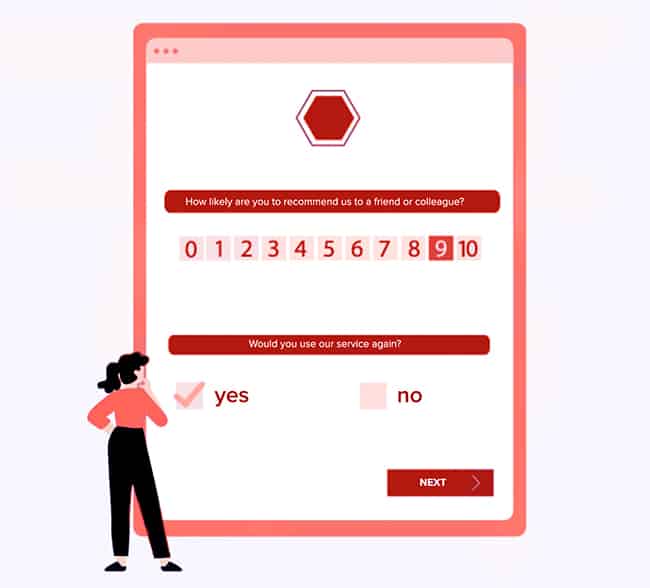 How likely are you to recommend us to a friend or colleague?
0 1 2 3 4 5 6 7 8 9 10
Would you use our service again?
yes no
NEXT